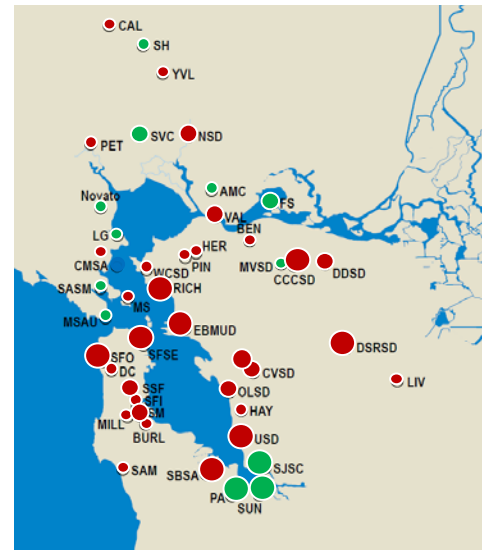 CAL
SH
YVL
SVC
NSD
PET
AMC
Novato
FS
VAL
LG
BEN
HER
CMSA
PIN
WCSD
MVSD
CCCSD
DDSD
SASM
RICH
MS
MSAU
EBMUD
SFSE
DSRSD
SFO
DC
CVSD
LIV
SSF
OLSD
SFI
HAY
SM
MILL
BURL
USD
SAM
SBSA
SJSC
PA
SUN